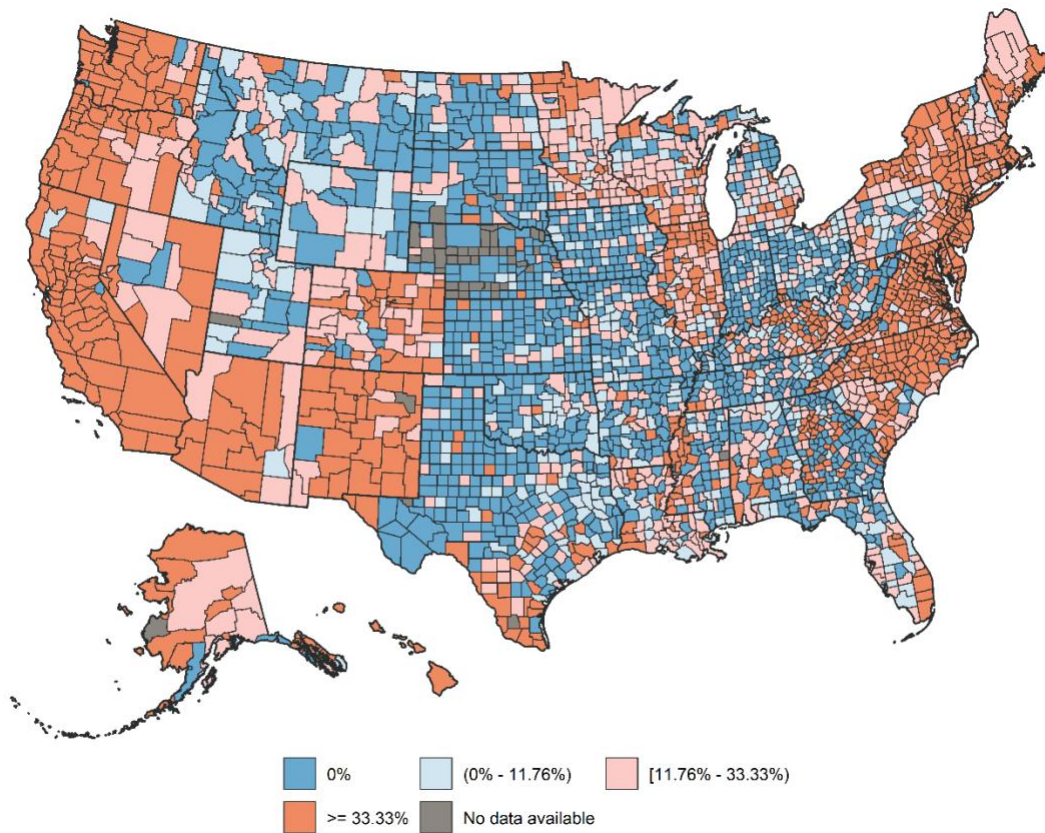 0% (0% - 11.76%) [11.76% - 33.33%)
>= 33.33% No data available